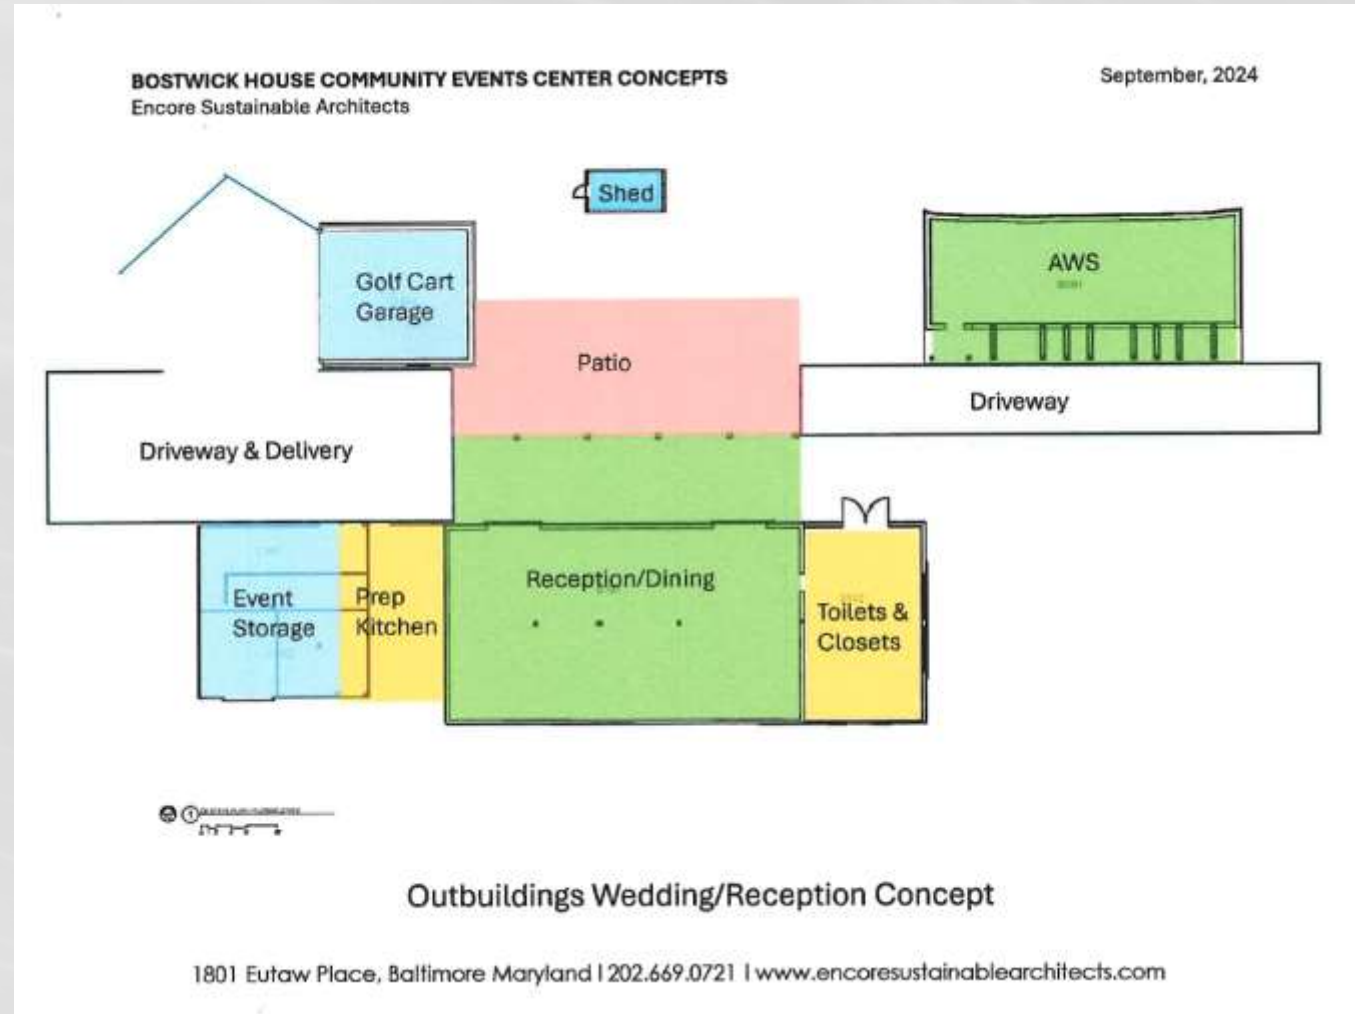 BOSTWICK HOUSE COMMUNITY EVENTS CENTER CONCEPTS
September, 2024
Encore Sustainable Architects
Shed
Golf Cart
Garage
AWS
Patio
Driveway
Driveway & Delivery
Reception/Dining
Event
Storage
Prep
Kitchen
Toilets &
Closets
1
Outbuildings Wedding/Reception Concept
1801 Eutaw Place, Baltimore Maryland | 202.669.0721 | www.encoresustainablearchitects.com